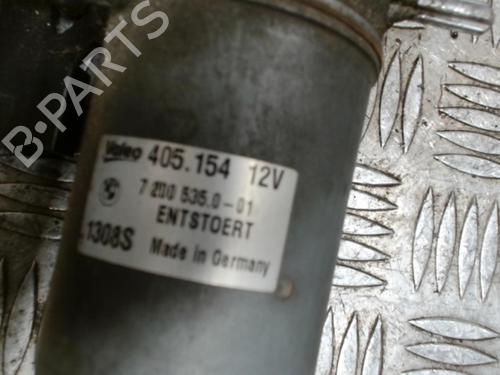 B-PARTS
Valeo 405.154 12V
7 200 535.0-01
ENTSTOERT
1308S Made in Germany